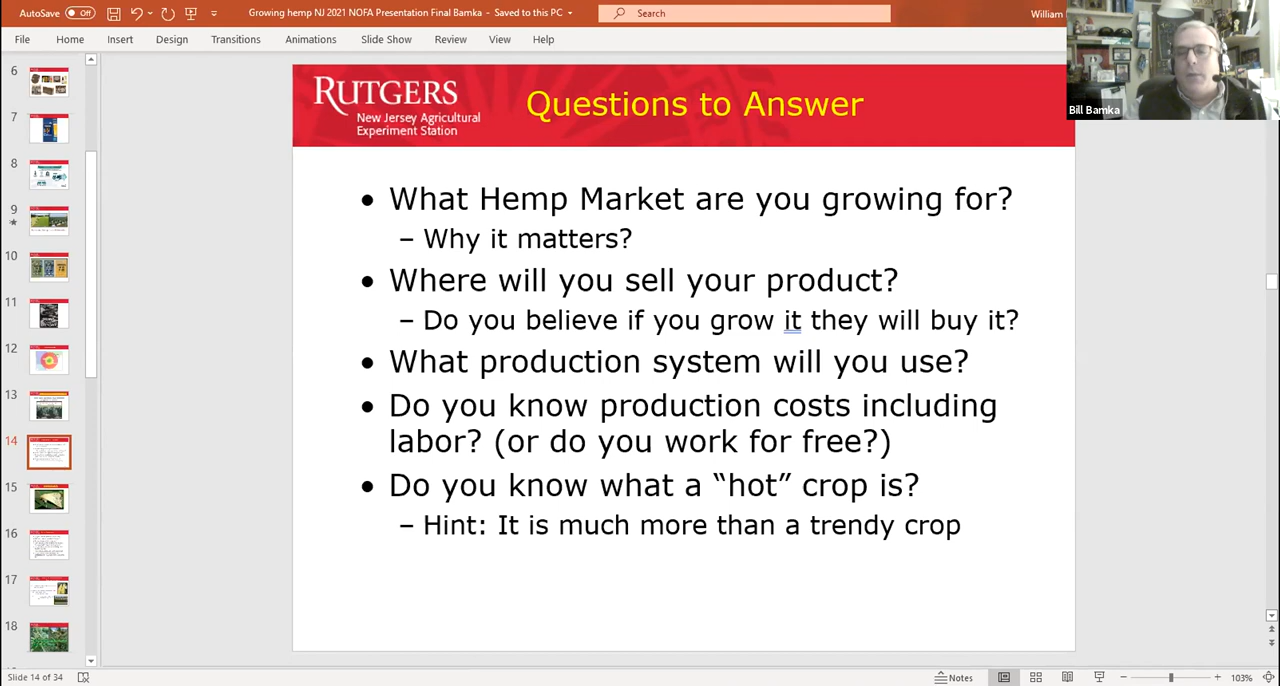 AutoSave Off Growing hemp NJ 2021 NOFA Presentation Final Bamka - Saved to this PC Search William
File Home Insert Design Transitions Animations Slide Show Review View Help
Bill Bamka
6
7
8
9
10
11
12
13
14
15
16
17
18
RUTGERS
New Jersey Agricultural
Experiment Station
Questions to Answer
• What Hemp Market are you growing for?
– Why it matters?
• Where will you sell your product?
– Do you believe if you grow it they will buy it?
• What production system will you use?
• Do you know production costs including
labor? (or do you work for free?)
• Do you know what a “hot” crop is?
– Hint: It is much more than a trendy crop
Slide 14 of 34 Notes 103%